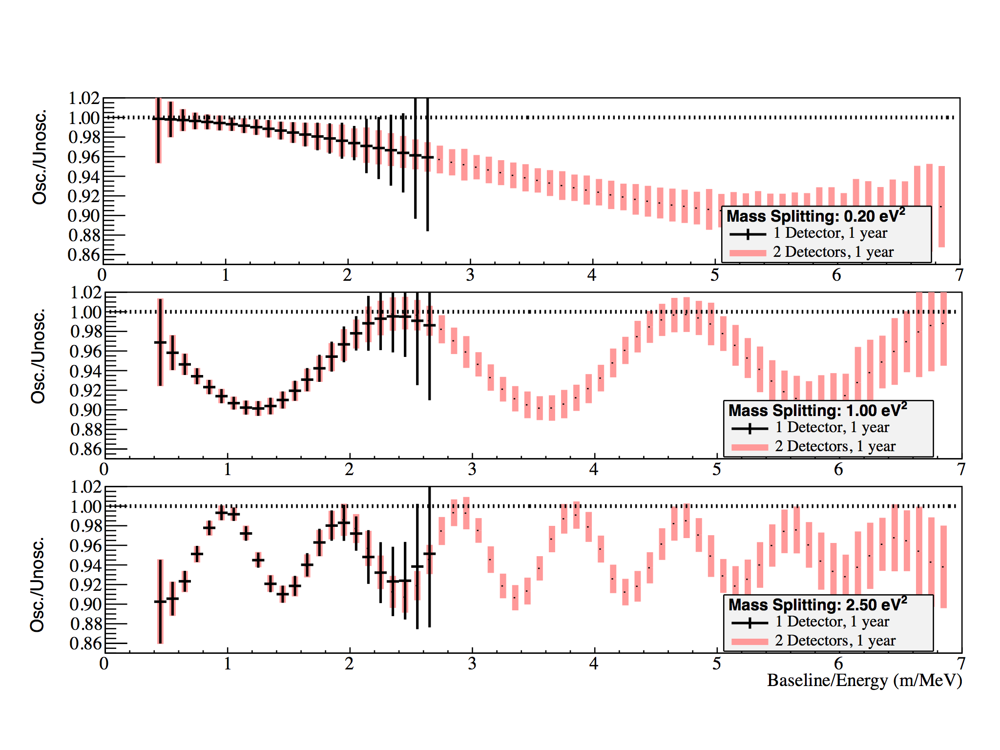 1.02
1.00
0.98
0.96
0.94
0.92
0.90
0.88
0.86
Osc./Unosc.
Mass Splitting: 0.20 eV²
1 Detector, 1 year
2 Detectors, 1 year
0 1 2 3 4 5 6 7
1.02
1.00
0.98
0.96
0.94
0.92
0.90
0.88
0.86
Osc./Unosc.
Mass Splitting: 1.00 eV²
1 Detector, 1 year
2 Detectors, 1 year
0 1 2 3 4 5 6 7
1.02
1.00
0.98
0.96
0.94
0.92
0.90
0.88
0.86
Osc./Unosc.
Mass Splitting: 2.50 eV²
1 Detector, 1 year
2 Detectors, 1 year
0 1 2 3 4 5 6 7
Baseline/Energy (m/MeV)